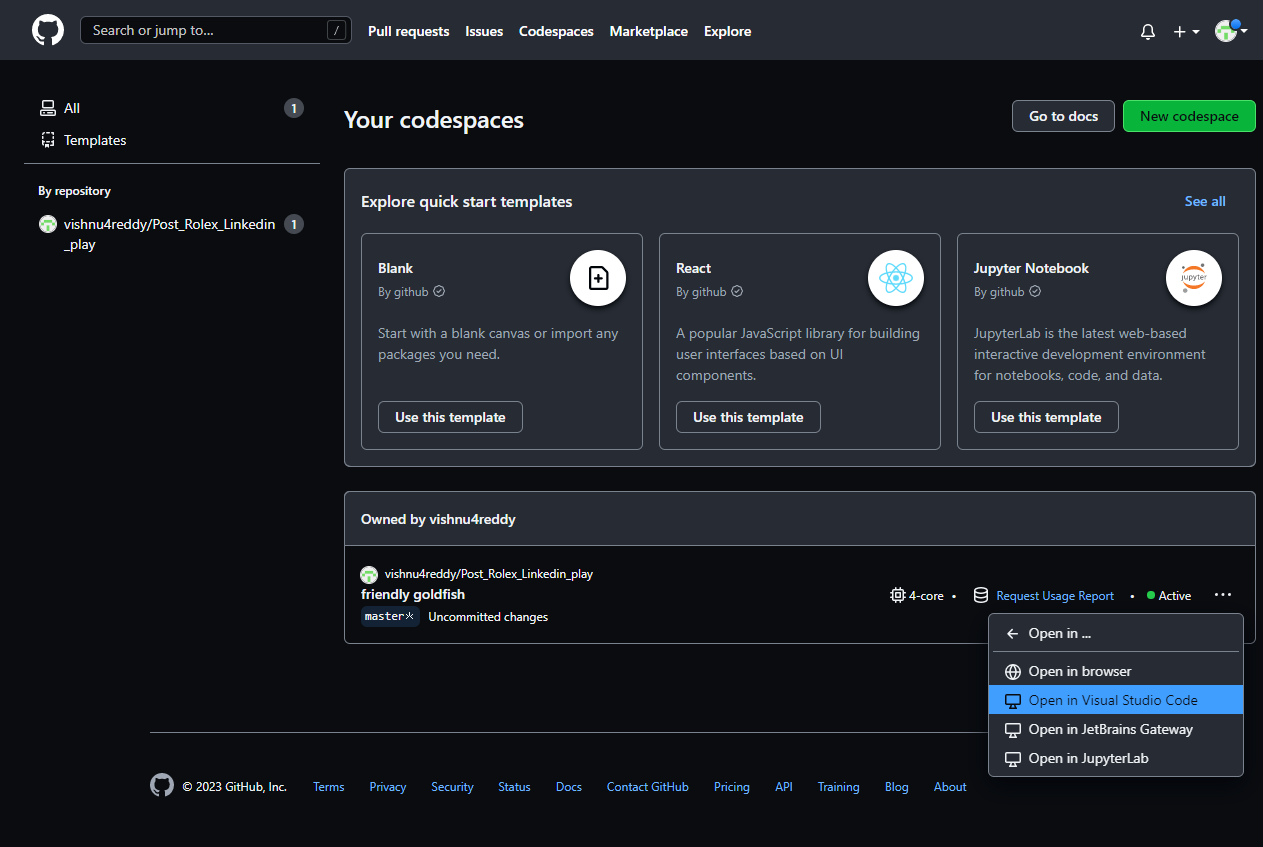 Search or jump to... /
Pull requests Issues Codespaces Marketplace Explore
All 1
Templates
By repository
vishnu4reddy/Post_Rolex_Linkedin 1
_play
Your codespaces
Go to docs New codespace
Explore quick start templates See all
Blank
By github
Start with a blank canvas or import any
packages you need.
Use this template
React
By github
A popular JavaScript library for building
user interfaces based on UI
components.
Use this template
Jupyter Notebook
By github
jupyter
JupyterLab is the latest web-based
interactive development environment
for notebooks, code, and data.
Use this template
Owned by vishnu4reddy
vishnu4reddy/Post_Rolex_Linkedin_play
friendly goldfish
master* Uncommitted changes
4-core • Request Usage Report • Active ...
Open in ...
Open in browser
Open in Visual Studio Code
Open in JetBrains Gateway
Open in JupyterLab
© 2023 GitHub, Inc. Terms Privacy Security Status Docs Contact GitHub Pricing API Training Blog About